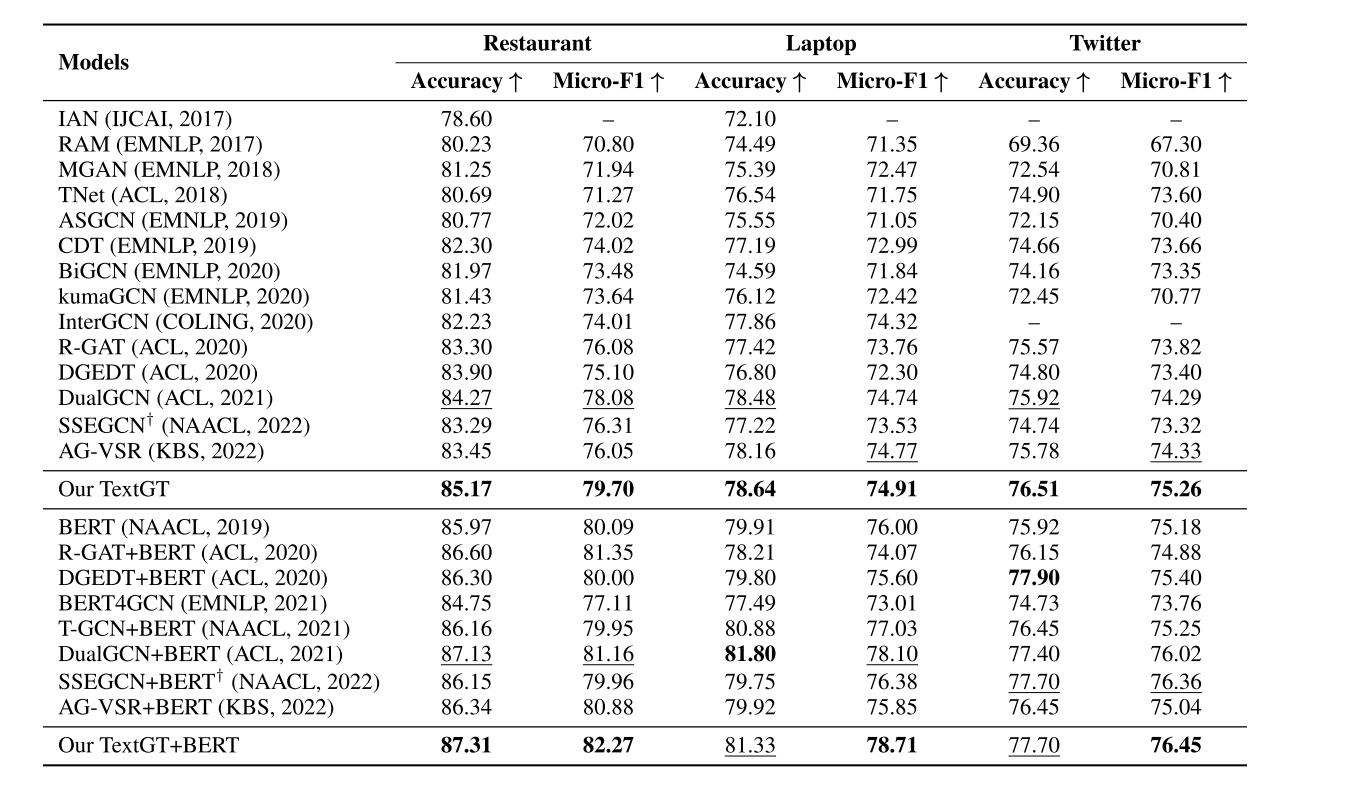 Models Restaurant Laptop Twitter
Accuracy ↑ Micro-F1 ↑ Accuracy ↑ Micro-F1 ↑ Accuracy ↑ Micro-F1 ↑
IAN (IJCAI, 2017) 78.60 – 72.10 – – –
RAM (EMNLP, 2017) 80.23 70.80 74.49 71.35 69.36 67.30
MGAN (EMNLP, 2018) 81.25 71.94 75.39 72.47 72.54 70.81
TNet (ACL, 2018) 80.69 71.27 76.54 71.75 74.90 73.60
ASGCN (EMNLP, 2019) 80.77 72.02 75.55 71.05 72.15 70.40
CDT (EMNLP, 2019) 82.30 74.02 77.19 72.99 74.66 73.66
BiGCN (EMNLP, 2020) 81.97 73.48 74.59 71.84 74.16 73.35
kumaGCN (EMNLP, 2020) 81.43 73.64 76.12 72.42 72.45 70.77
InterGCN (COLING, 2020) 82.23 74.01 77.86 74.32 – –
R-GAT (ACL, 2020) 83.30 76.08 77.42 73.76 75.57 73.82
DGEDT (ACL, 2020) 83.90 75.10 76.80 72.30 74.80 73.40
DualGCN (ACL, 2021) 84.27 78.08 78.48 74.74 75.92 74.29
SSEGCN† (NAACL, 2022) 83.29 76.31 77.22 73.53 74.74 73.32
AG-VSR (KBS, 2022) 83.45 76.05 78.16 74.77 75.78 74.33
Our TextGT 85.17 79.70 78.64 74.91 76.51 75.26
BERT (NAACL, 2019) 85.97 80.09 79.91 76.00 75.92 75.18
R-GAT+BERT (ACL, 2020) 86.60 81.35 78.21 74.07 76.15 74.88
DGEDT+BERT (ACL, 2020) 86.30 80.00 79.80 75.60 77.90 75.40
BERT4GCN (EMNLP, 2021) 84.75 77.11 77.49 73.01 74.73 73.76
T-GCN+BERT (NAACL, 2021) 86.16 79.95 80.88 77.03 76.45 75.25
DualGCN+BERT (ACL, 2021) 87.13 81.16 81.80 78.10 77.40 76.02
SSEGCN+BERT† (NAACL, 2022) 86.15 79.96 79.75 76.38 77.70 76.36
AG-VSR+BERT (KBS, 2022) 86.34 80.88 79.92 75.85 76.45 75.04
Our TextGT+BERT 87.31 82.27 81.33 78.71 77.70 76.45